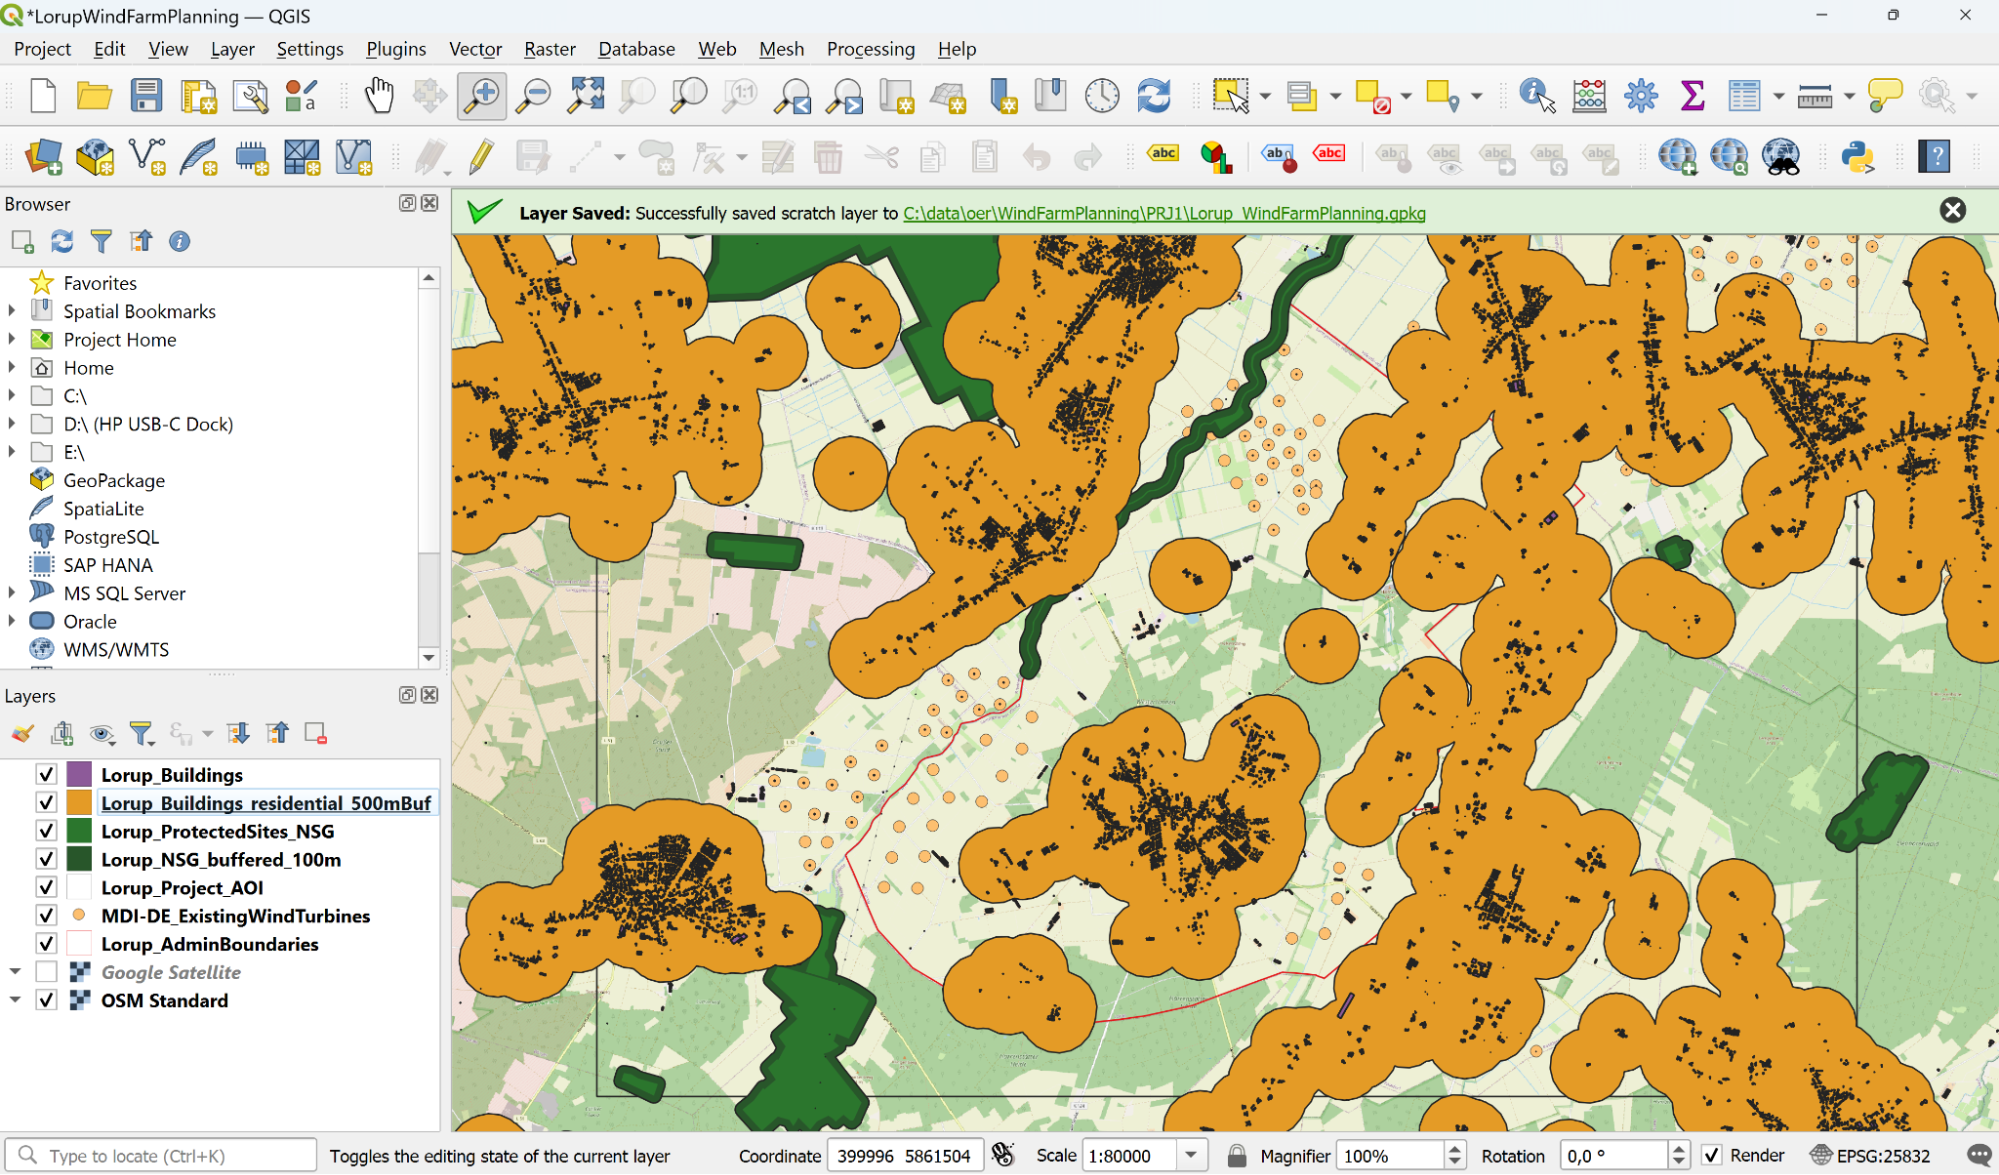 *LorupWindFarmPlanning — QGIS
Project Edit View Layer Settings Plugins Vector Raster Database Web Mesh Processing Help
Browser
Layer Saved: Successfully saved scratch layer to C:\data\oer\WindFarmPlanning\PRJ1\Lorup_WindFarmPlanning.gpkg
Favorites
Spatial Bookmarks
Project Home
Home
C:\
D:\ (HP USB-C Dock)
E:\
GeoPackage
SpatiaLite
PostgreSQL
SAP HANA
MS SQL Server
Oracle
WMS/WMTS
Layers
Lorup_Buildings
Lorup_Buildings_residential_500mBuf
Lorup_ProtectedSites_NSG
Lorup_NSG_buffered_100m
Lorup_Project_AOI
MDI-DE_ExistingWindTurbines
Lorup_AdminBoundaries
Google Satellite
OSM Standard
Type to locate (Ctrl+K) Toggles the editing state of the current layer Coordinate 399996 5861504 Scale 1:80000 Magnifier 100% Rotation 0,0 ° Render EPSG:25832